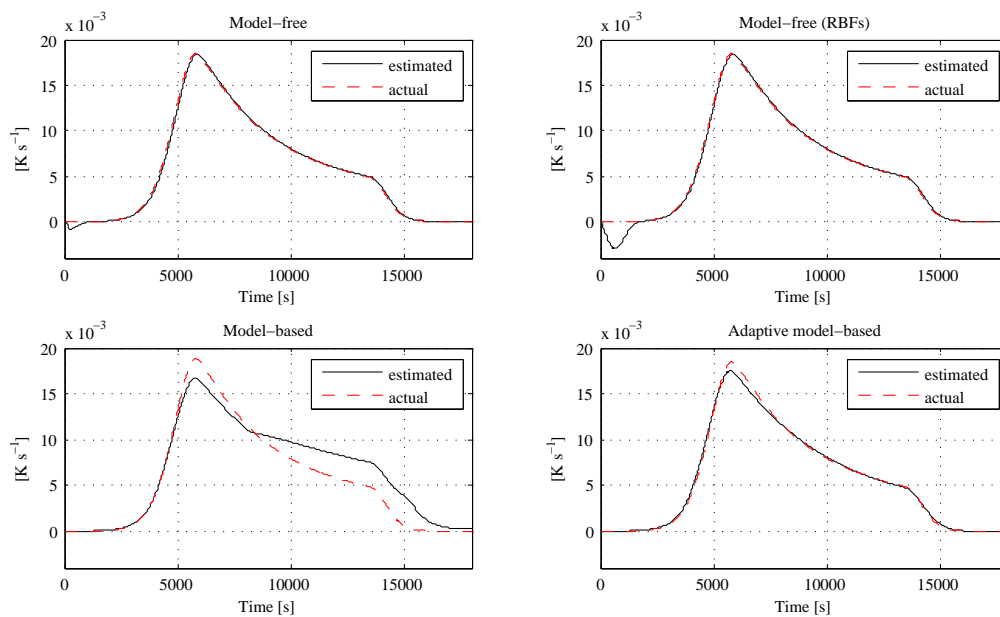 x 10⁻³
Model−free
20
15
10
5
0
[K s⁻¹]
0
5000
10000
15000
Time [s]
estimated
actual
x 10⁻³
Model−free (RBFs)
20
15
10
5
0
[K s⁻¹]
0
5000
10000
15000
Time [s]
estimated
actual
x 10⁻³
Model−based
20
15
10
5
0
[K s⁻¹]
0
5000
10000
15000
Time [s]
estimated
actual
x 10⁻³
Adaptive model−based
20
15
10
5
0
[K s⁻¹]
0
5000
10000
15000
Time [s]
estimated
actual